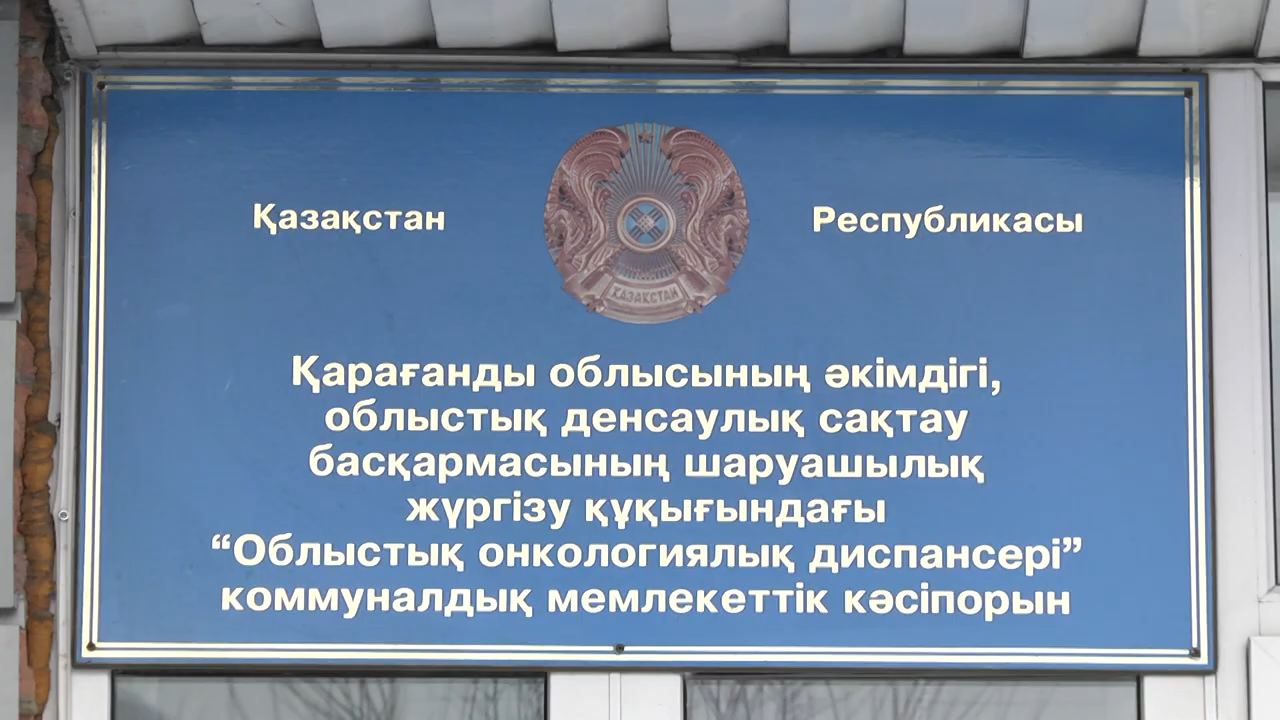 Қазақстан Республикасы
ҚАЗАҚСТАН
Қарағанды облысының әкімдігі,
облыстық денсаулық сақтау
басқармасының шаруашылық
жүргізу құқығындағы
“Облыстық онкологиялық диспансері”
коммуналдық мемлекеттік кәсіпорын